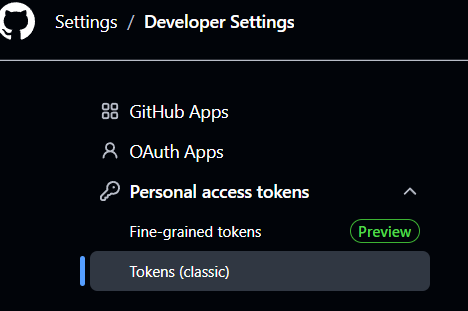 Settings / Developer Settings
GitHub Apps
OAuth Apps
Personal access tokens
Fine-grained tokens Preview
Tokens (classic)